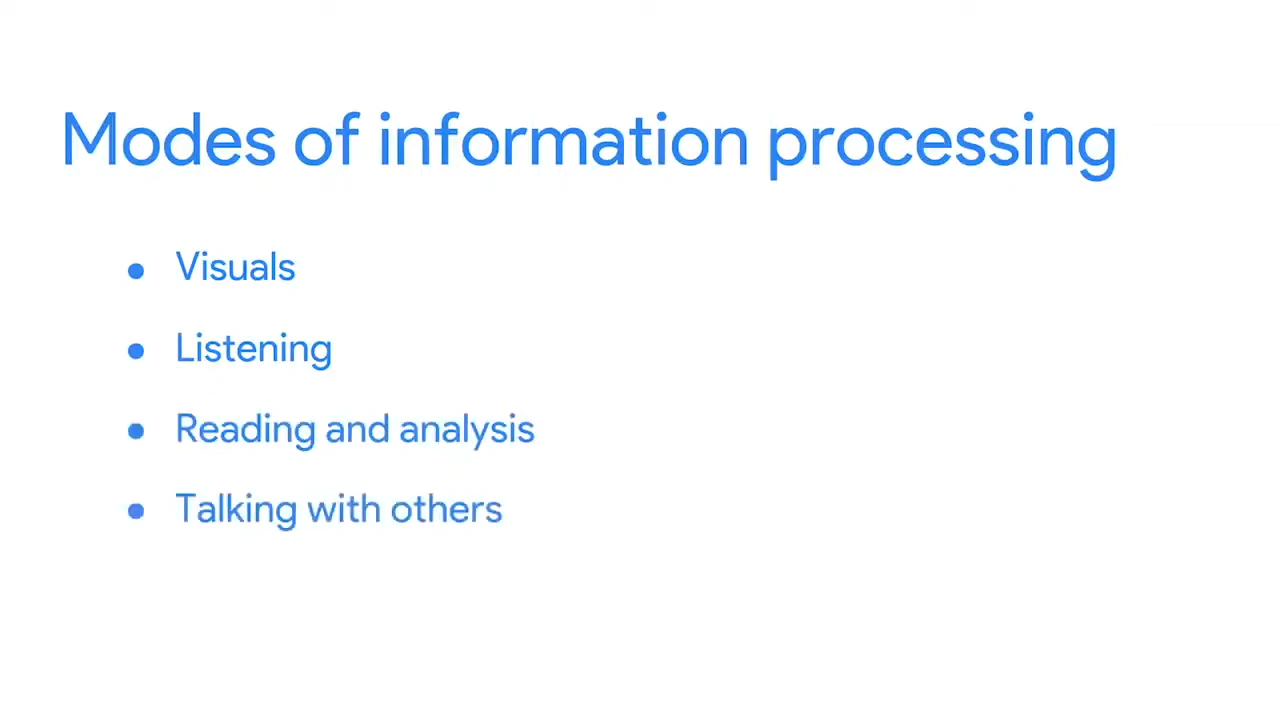 Modes of information processing
● Visuals
● Listening
● Reading and analysis
● Talking with others